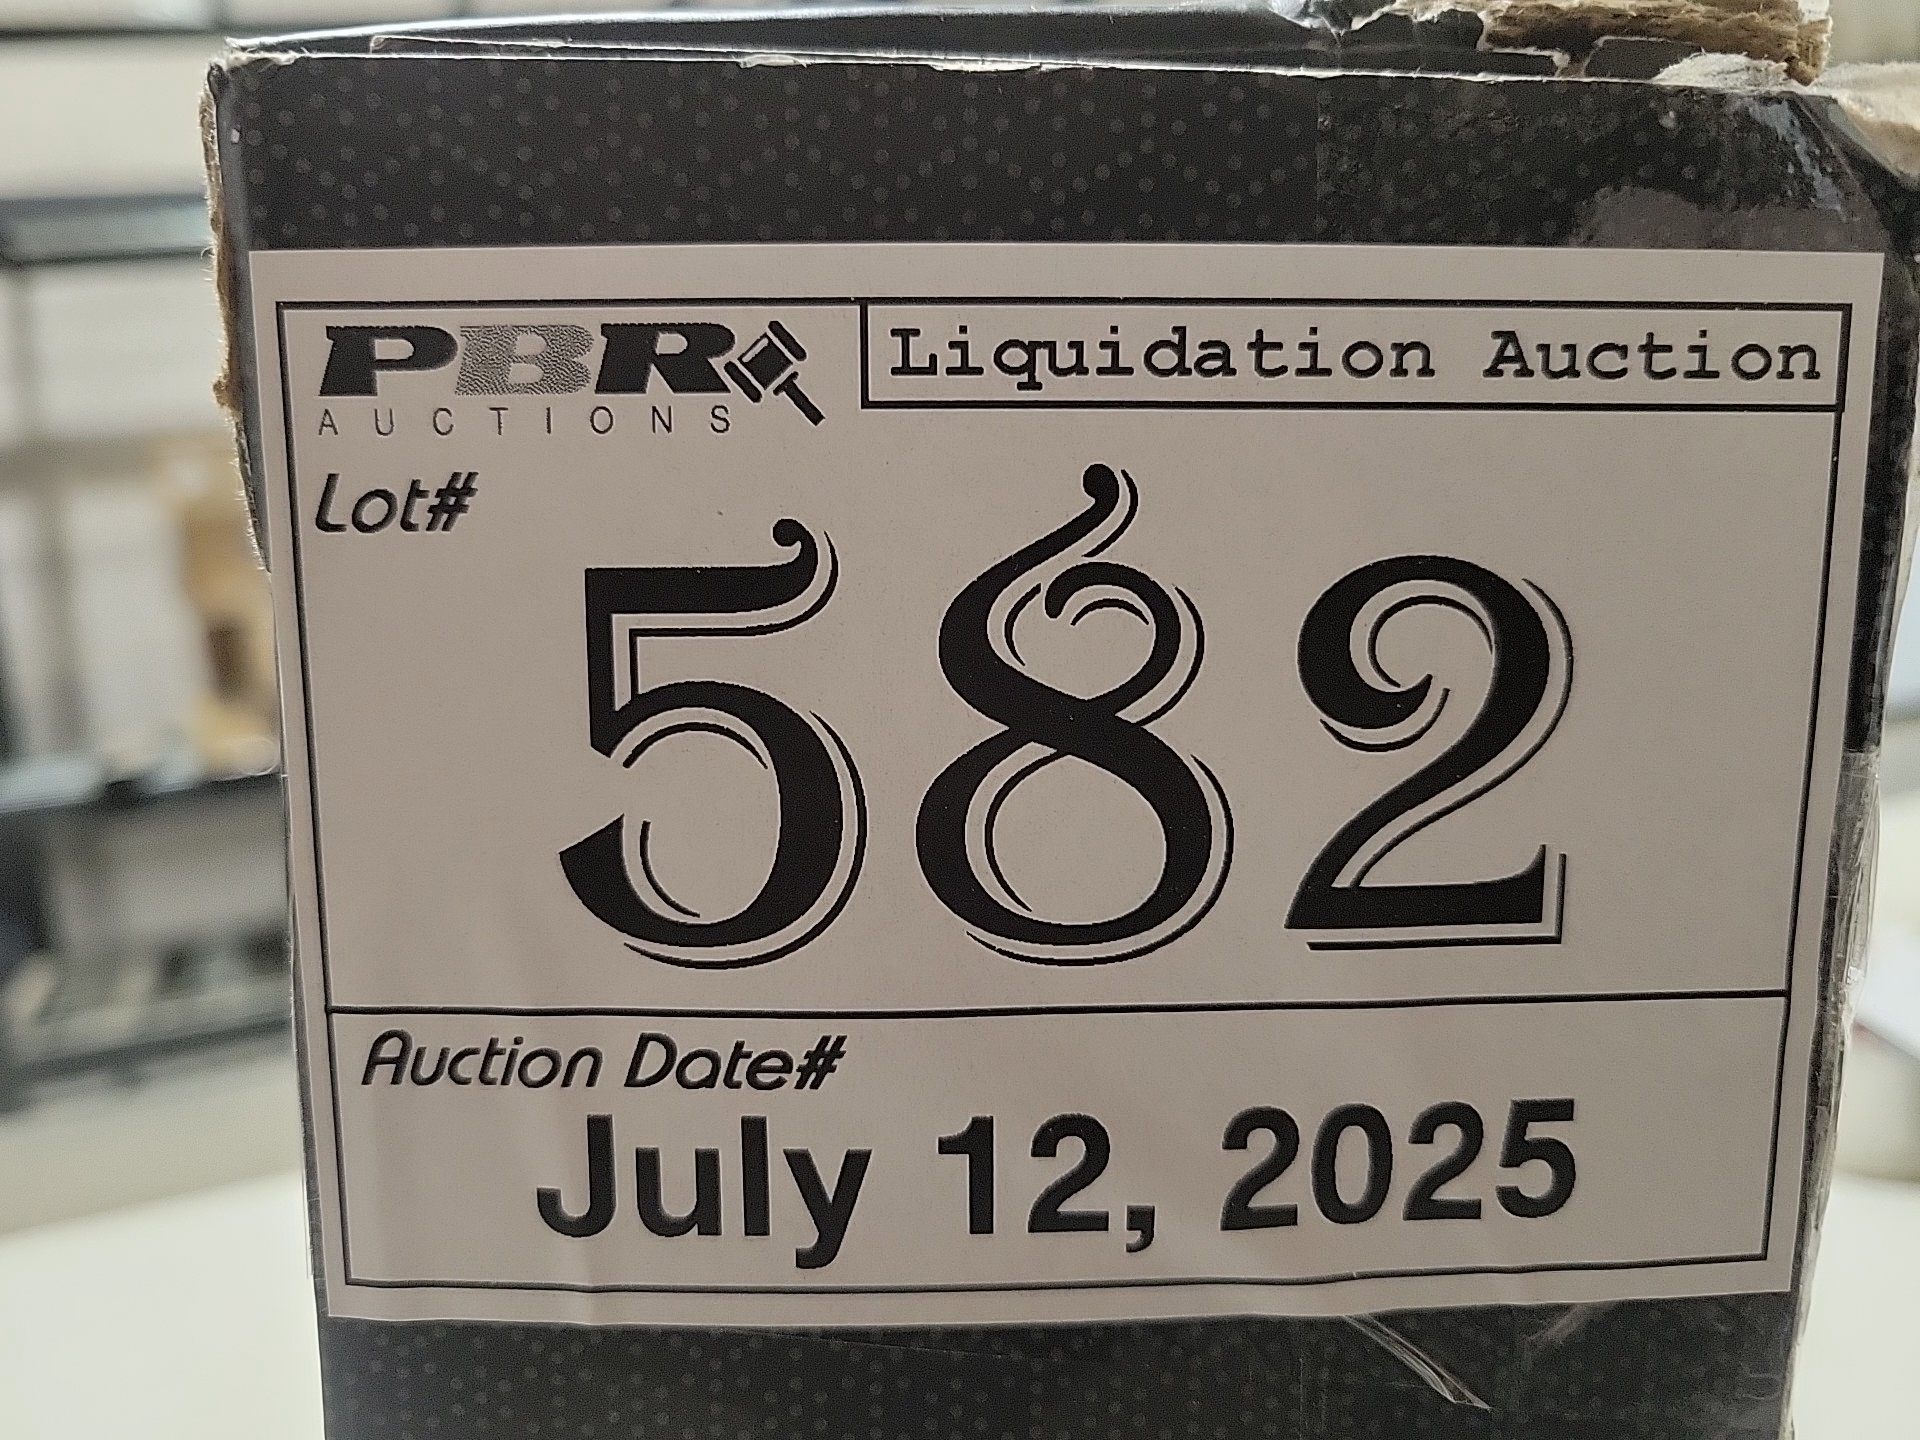 PBR
AUCTIONS
Liquidation Auction
Lot#
582
Auction Date#
July 12, 2025